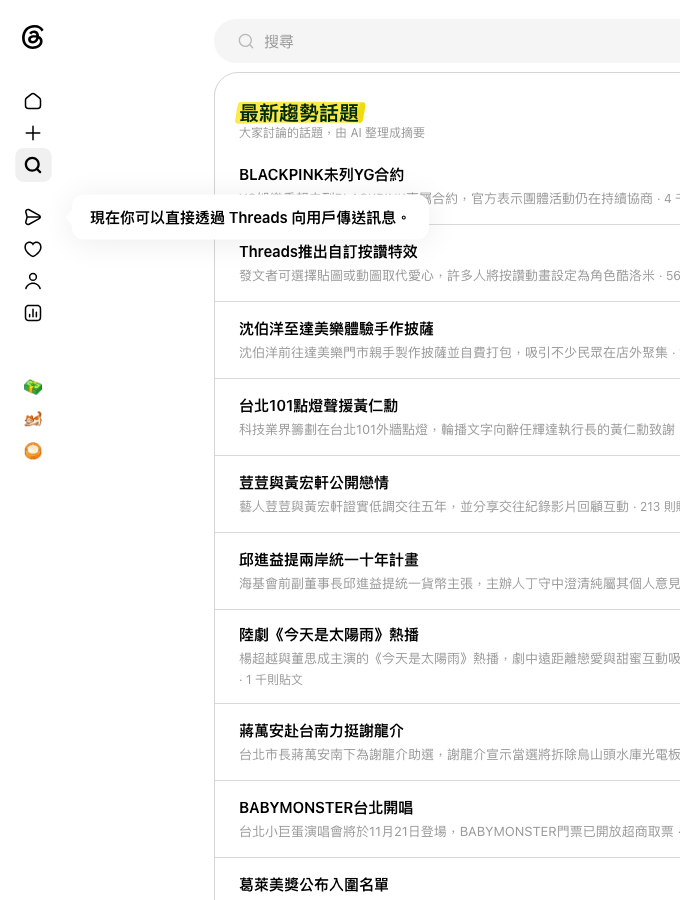 搜尋
最新趨勢話題
大家討論的話題，由 AI 整理成摘要
BLACKPINK未列YG合約
合約，官方表示團體活動仍在持續協商 · 4
現在你可以直接透過 Threads 向用戶傳送訊息。
Threads推出自訂按讚特效
發文者可選擇貼圖或動圖取代愛心，許多人將按讚動畫設定為角色酷洛米 · 56
沈伯洋至達美樂體驗手作披薩
沈伯洋前往達美樂門市親手製作披薩並自費打包，吸引不少民眾在店外聚集 ·
台北101點燈聲援黃仁勳
科技業界籌劃在台北101外牆點燈，輪播文字向辭任輝達執行長的黃仁勳致謝
荳荳與黃宏軒公開戀情
藝人荳荳與黃宏軒證實低調交往五年，並分享交往紀錄影片回顧互動 · 213 則
邱進益提兩岸統一十年計畫
海基會前副董事長邱進益提統一貨幣主張，主辦人丁守中澄清純屬其個人意見
陸劇《今天是太陽雨》熱播
楊超越與董思成主演的《今天是太陽雨》熱播，劇中遠距離戀愛與甜蜜互動吸
· 1 千則貼文
蔣萬安赴台南力挺謝龍介
台北市長蔣萬安南下為謝龍介助選，謝龍介宣示當選將拆除烏山頭水庫光電板
BABYMONSTER台北開唱
台北小巨蛋演唱會將於11月21日登場，BABYMONSTER門票已開放超商取票 ·
葛萊美獎公布入圍名單